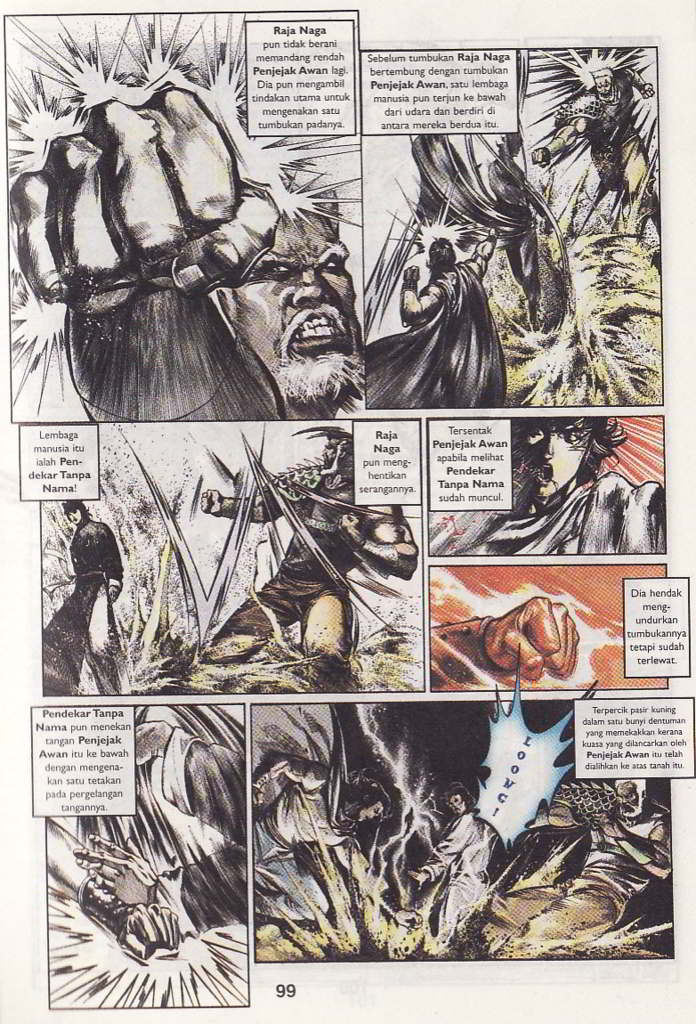 Raja Naga
pun tidak berani
memandang rendah
Penjejak Awan lagi.
Dia pun mengambil
tindakan utama untuk
mengenakan satu
tumbukan padanya.
Sebelum tumbukan Raja Naga
bertembung dengan tumbukan
Penjejak Awan, satu lembaga
manusia pun terjun ke bawah
dari udara dan berdiri di
antara mereka berdua itu.
Lembaga
manusia itu
ialah Pen-
dekar Tanpa
Nama!
Raja
Naga
pun meng-
hentikan
serangannya.
Tersentak
Penjejak Awan
apabila melihat
Pendekar
Tanpa Nama
sudah muncul.
Dia hendak
meng-
undurkan
tumbukannya
tetapi sudah
terlewat.
Pendekar Tanpa
Nama pun menekan
tangan Penjejak
Awan itu ke bawah
dengan mengena-
kan satu tetakan
pada pergelangan
tangannya.
Terpercik pasir kuning
dalam satu bunyi dentuman
yang memekakkan kerana
kuasa yang dilancarkan oleh
Penjejak Awan itu telah
dialihkan ke atas tanah itu.
LOONG!
99